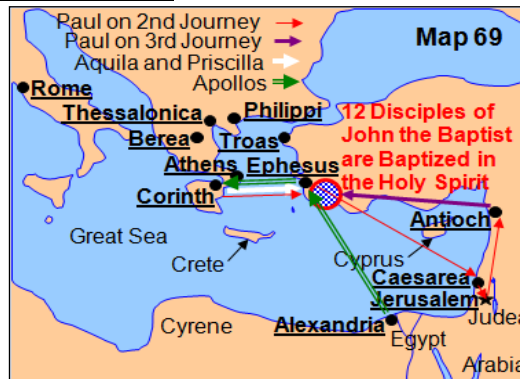 Paul on 2nd Journey
Paul on 3rd Journey
Aquila and Priscilla
Apollos
Map 69
Rome
Thessalonica
Philippi
Berea
Troas
12 Disciples of
John the Baptist
are Baptized in
the Holy Spirit
Athens
Ephesus
Corinth
Antioch
Great Sea
Crete
Cyprus
Caesarea
Jerusalem
Judea
Cyrene
Alexandria
Egypt
Arabia